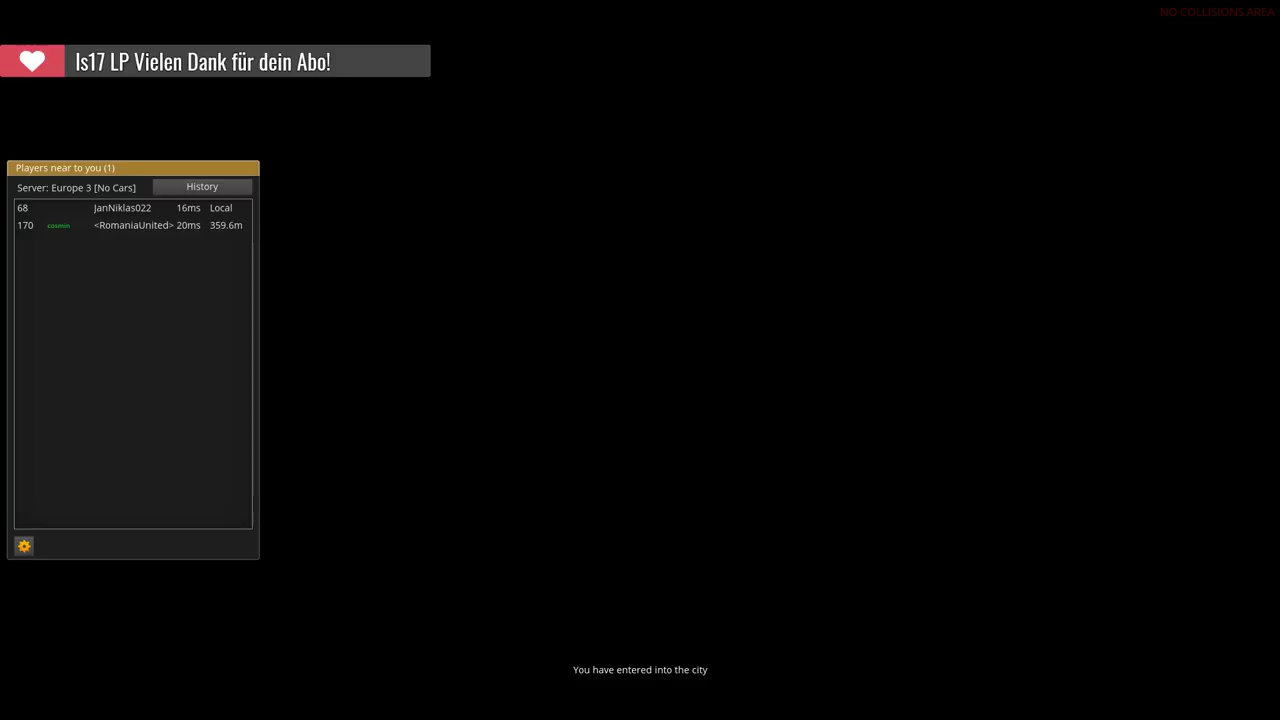 NO COLLISIONS AREA
Is17 LP Vielen Dank für dein Abo!
Players near to you (1)
Server: Europe 3 [No Cars]
History
68 JanNiklas022 16ms Local
170 cosmin <RomaniaUnited> 20ms 359.6m
You have entered into the city